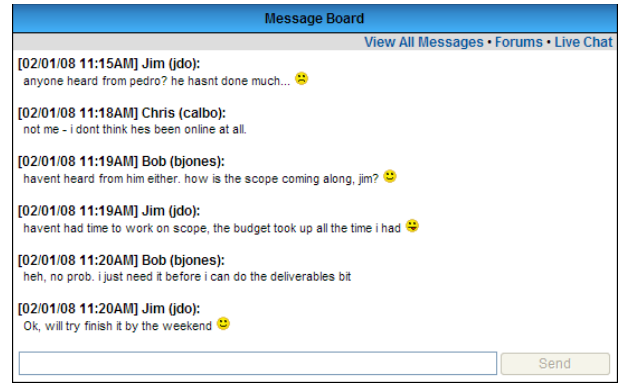 Message Board
View All Messages • Forums • Live Chat
[02/01/08 11:15AM] Jim (jdo):
anyone heard from pedro? he hasnt done much...
[02/01/08 11:18AM] Chris (calbo):
not me - i dont think hes been online at all.
[02/01/08 11:19AM] Bob (bjones):
havent heard from him either. how is the scope coming along, jim?
[02/01/08 11:19AM] Jim (jdo):
havent had time to work on scope, the budget took up all the time i had
[02/01/08 11:20AM] Bob (bjones):
heh, no prob. i just need it before i can do the deliverables bit
[02/01/08 11:20AM] Jim (jdo):
Ok, will try finish it by the weekend
Send